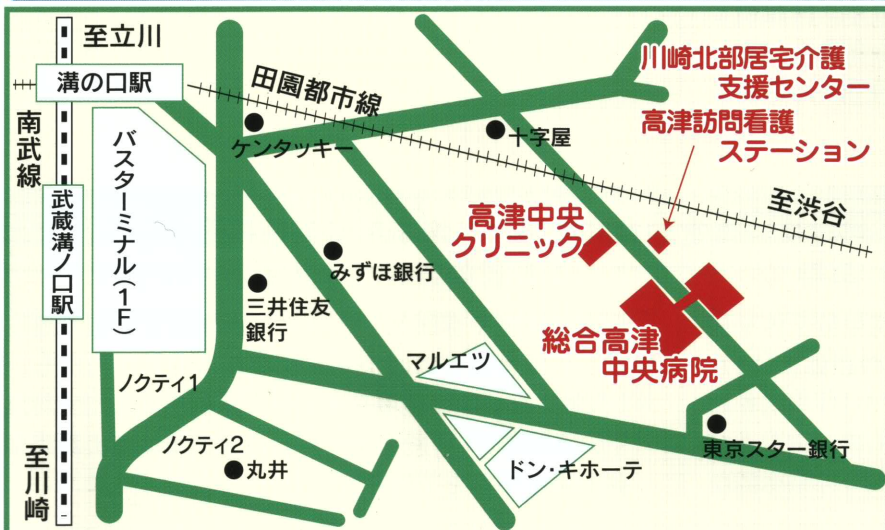 至立川
溝の口駅
田園都市線
南武線
バスターミナル(1F)
武蔵溝ノ口駅
ケンタッキー
十字屋
川崎北部居宅介護
支援センター
高津訪問看護
ステーション
至渋谷
高津中央
クリニック
みずほ銀行
三井住友
銀行
総合高津
中央病院
マルエツ
ノクティ1
ノクティ2
丸井
ドン・キホーテ
東京スター銀行
至川崎